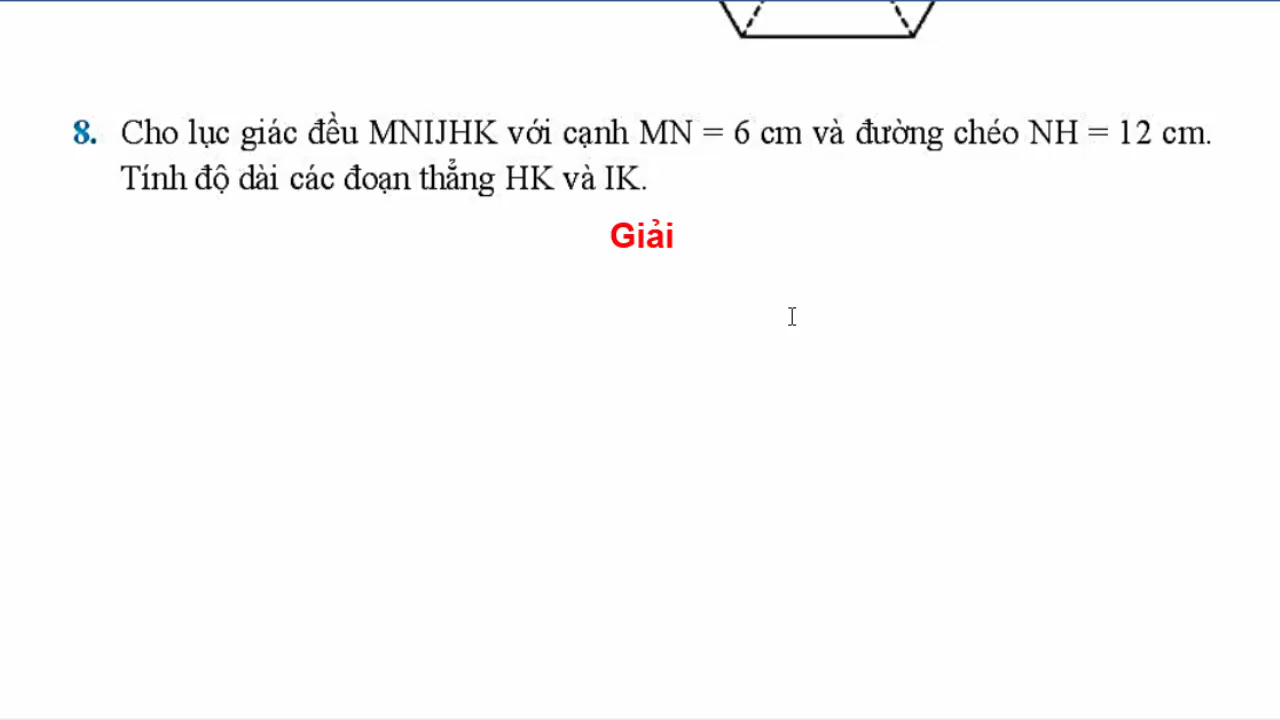 8. Cho lục giác đều MNIJHK với cạnh MN = 6 cm và đường chéo NH = 12 cm.
Tính độ dài các đoạn thẳng HK và IK.
Giải